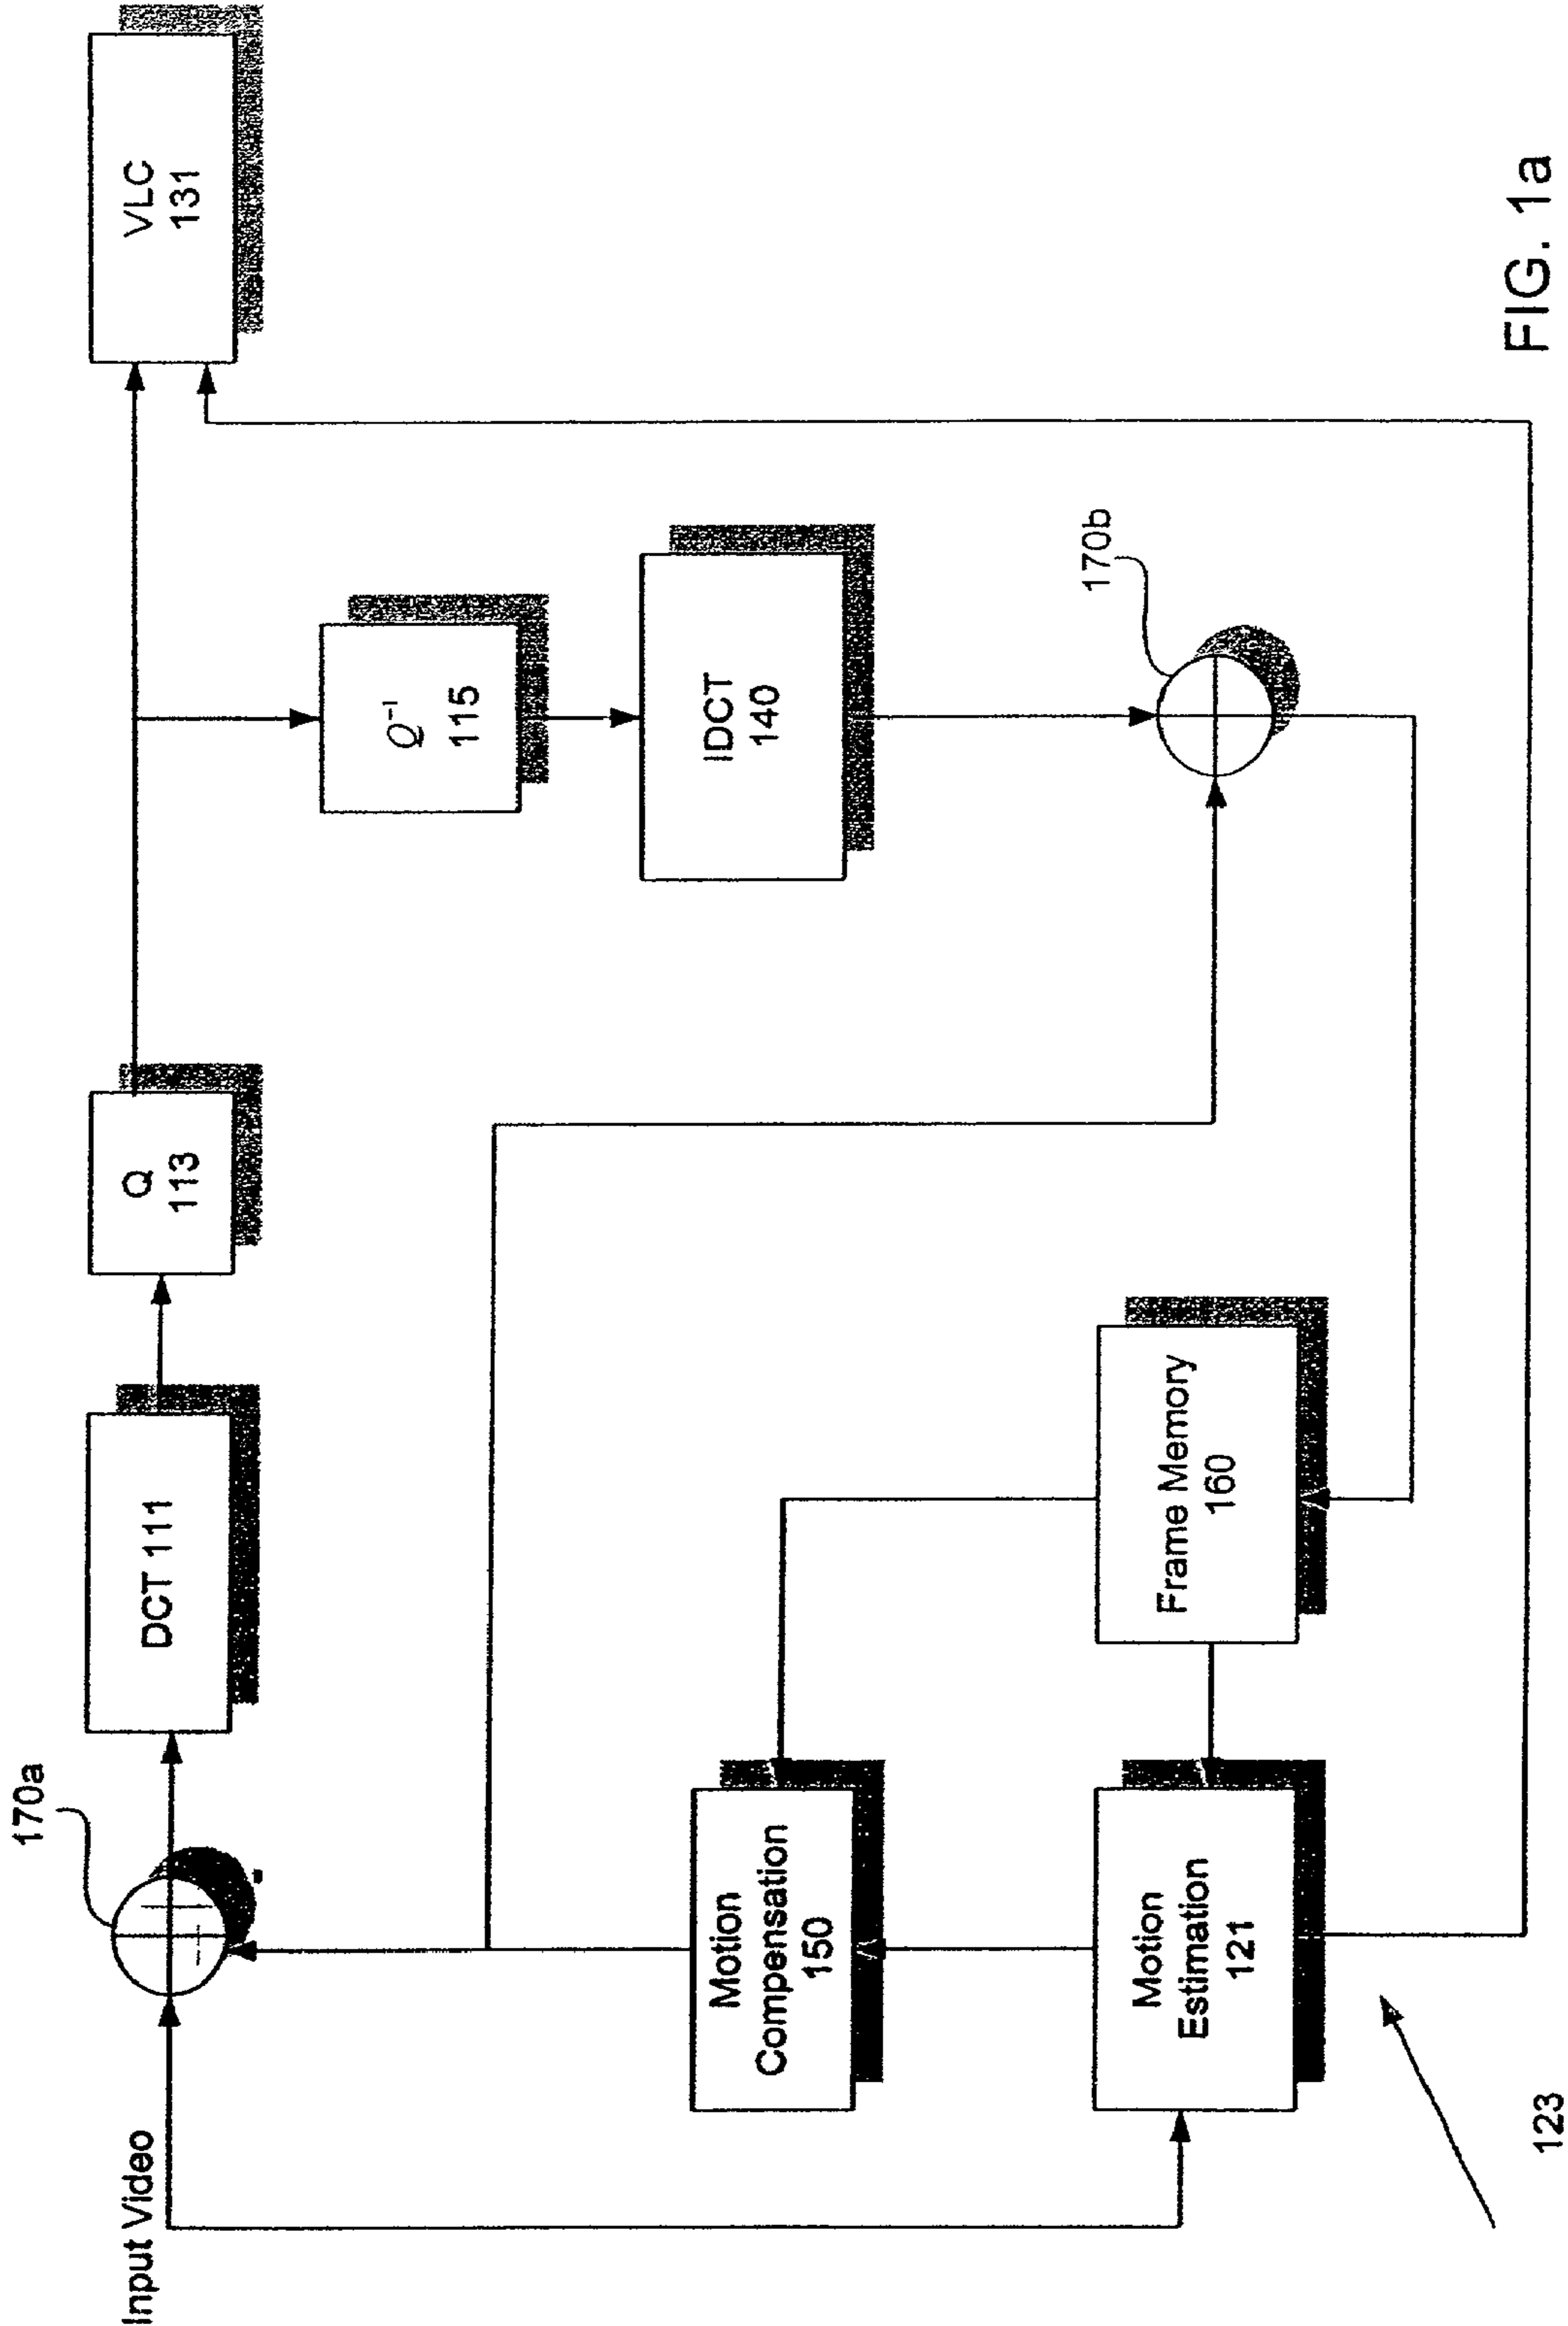 170a
Input Video
DCT 111
Q
113
VLC
131
Q⁻¹
115
IDCT
140
170b
Motion
Compensation
150
Frame Memory
160
Motion
Estimation
121
123
FIG. 1a